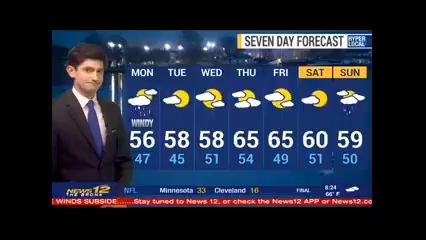 SEVEN DAY FORECAST
HYPER LOCAL
MON TUE WED THU FRI SAT SUN
WINDY
56 58 58 65 65 60 59
47 45 51 54 49 51 50
NEWS 12
THE BRONX
NFL Minnesota 33 Cleveland 16 FINAL 8:24
66°F
WINDS SUBSIDE... Stay tuned to News 12, or check the News12 APP or News12.co